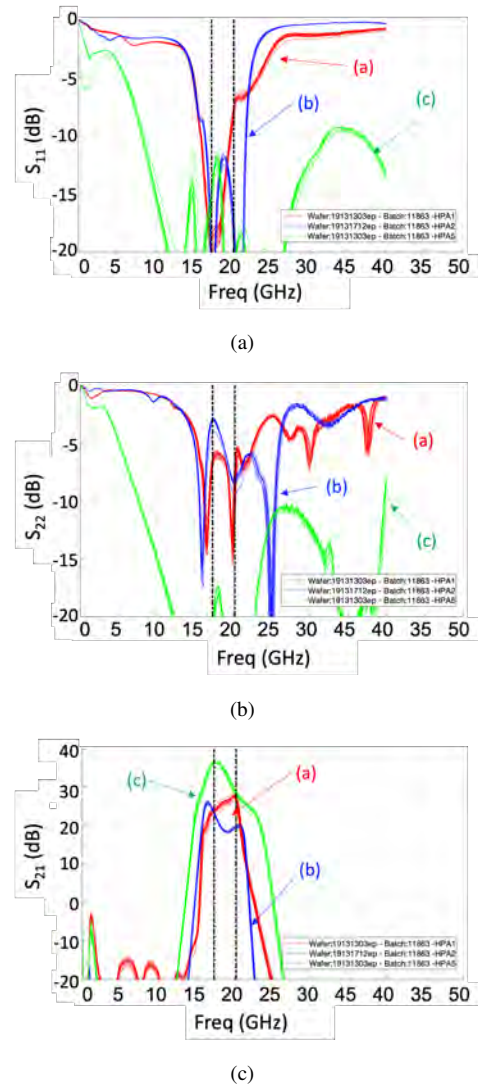 -0
-5
-10
-15
-20
S11 (dB)
(a)
(b)
(c)
Wafer:19131303ep - Batch:11863 -HPA1
Wafer:19131712ep - Batch:11863 -HPA2
Wafer:19131303ep - Batch:11863 -HPA5
0 5 10 15 20 25 30 35 40 45 50
Freq (GHz)
(a)
-0
-5
-10
-15
-20
S22 (dB)
(a)
(b)
(c)
Wafer:19131303ep - Batch:11863 -HPA1
Wafer:19131712ep - Batch:11863 -HPA2
Wafer:19131303ep - Batch:11863 -HPA5
0 5 10 15 20 25 30 35 40 45 50
Freq (GHz)
(b)
40
30
20
10
0
-10
-20
S21 (dB)
(c)
(a)
(b)
Wafer:19131303ep - Batch:11863 -HPA1
Wafer:19131712ep - Batch:11863 -HPA2
Wafer:19131303ep - Batch:11863 -HPA5
0 5 10 15 20 25 30 35 40 45 50
Freq (GHz)
(c)